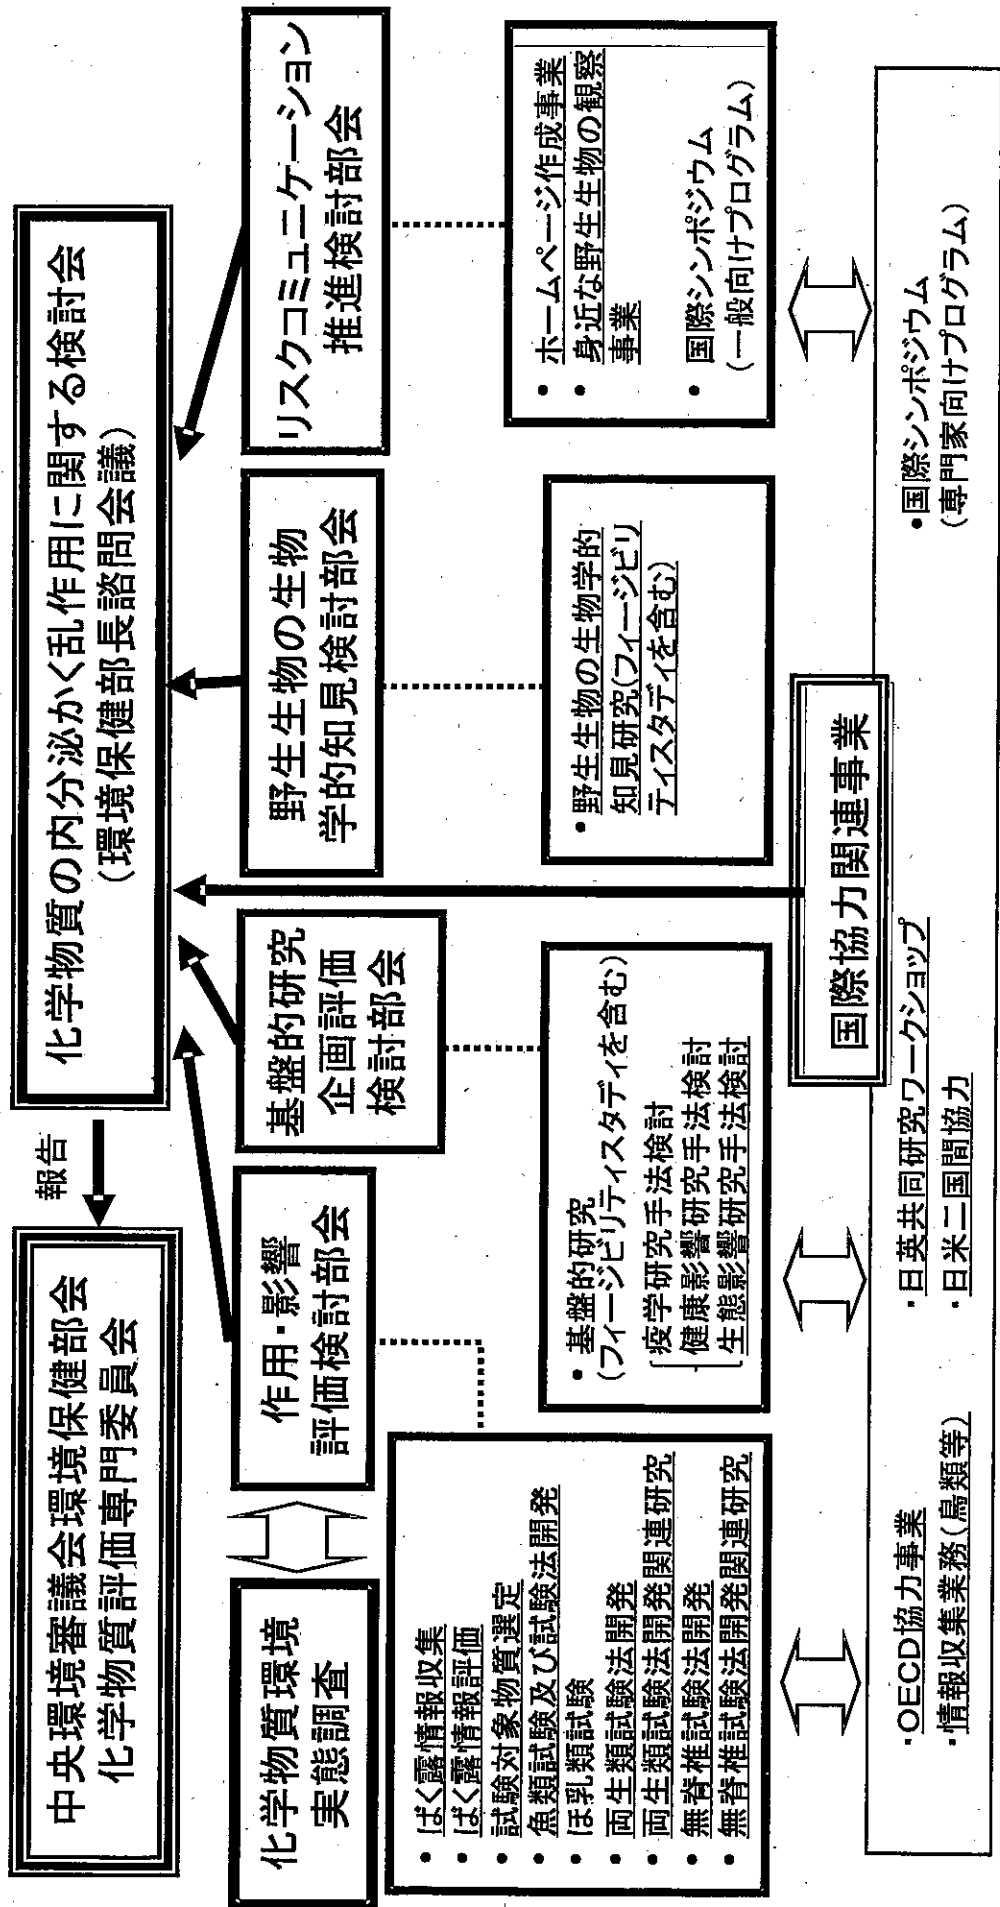 中央環境審議会環境保健部会
化学物質評価専門委員会
報告
化学物質の内分泌かく乱作用に関する検討会
(環境保健部長諮問会議)
化学物質環境
実態調査
作用・影響
評価検討部会
基盤的研究
企画評価
検討部会
野生生物の生物
学的知見検討部会
リスクコミュニケーション
推進検討部会
• ばく露情報収集
• ばく露情報評価
• 試験対象物質選定
• 魚類試験及び試験法開発
• ほ乳類試験
• 両生類試験法開発
• 両生類試験法開発関連研究
• 無脊椎試験法開発
• 無脊椎試験法開発関連研究
• 基盤的研究
(フィージビリティスタディを含む)
疫学研究手法検討
健康影響研究手法検討
生態影響研究手法検討
• 野生生物の生物学的
知見研究(フィージビリ
ティスタディを含む)
• ホームページ作成事業
• 身近な野生生物の観察
事業
• 国際シンポジウム
(一般向けプログラム)
国際協力関連事業
・OECD協力事業
・情報収集業務(鳥類等)
・日英共同研究ワークショップ
・日米二国間協力
•国際シンポジウム
(専門家向けプログラム)